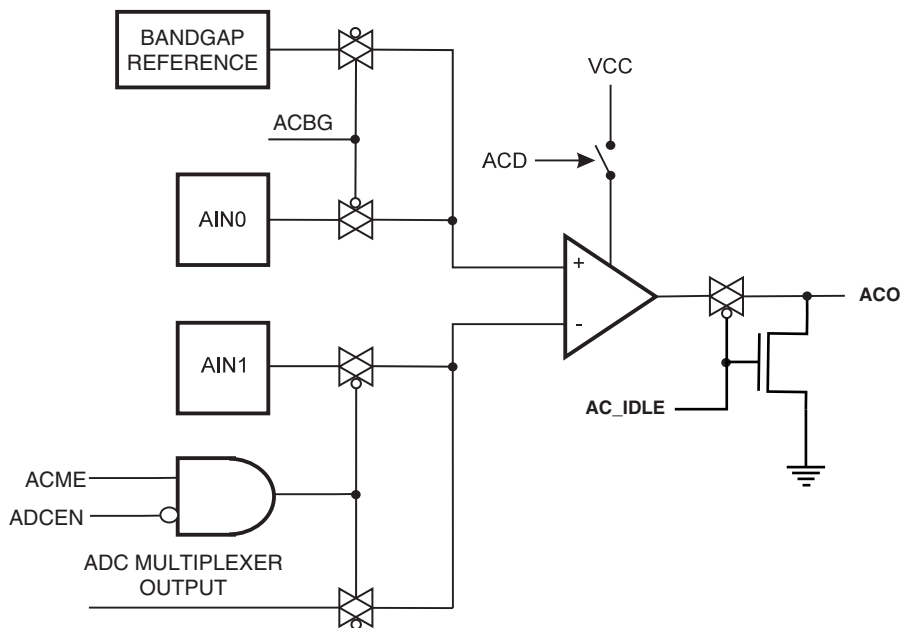 BANDGAP
REFERENCE
VCC
ACBG
ACD
AIN0
+
ACO
-
AIN1
AC_IDLE
ACME
ADCEN
ADC MULTIPLEXER
OUTPUT